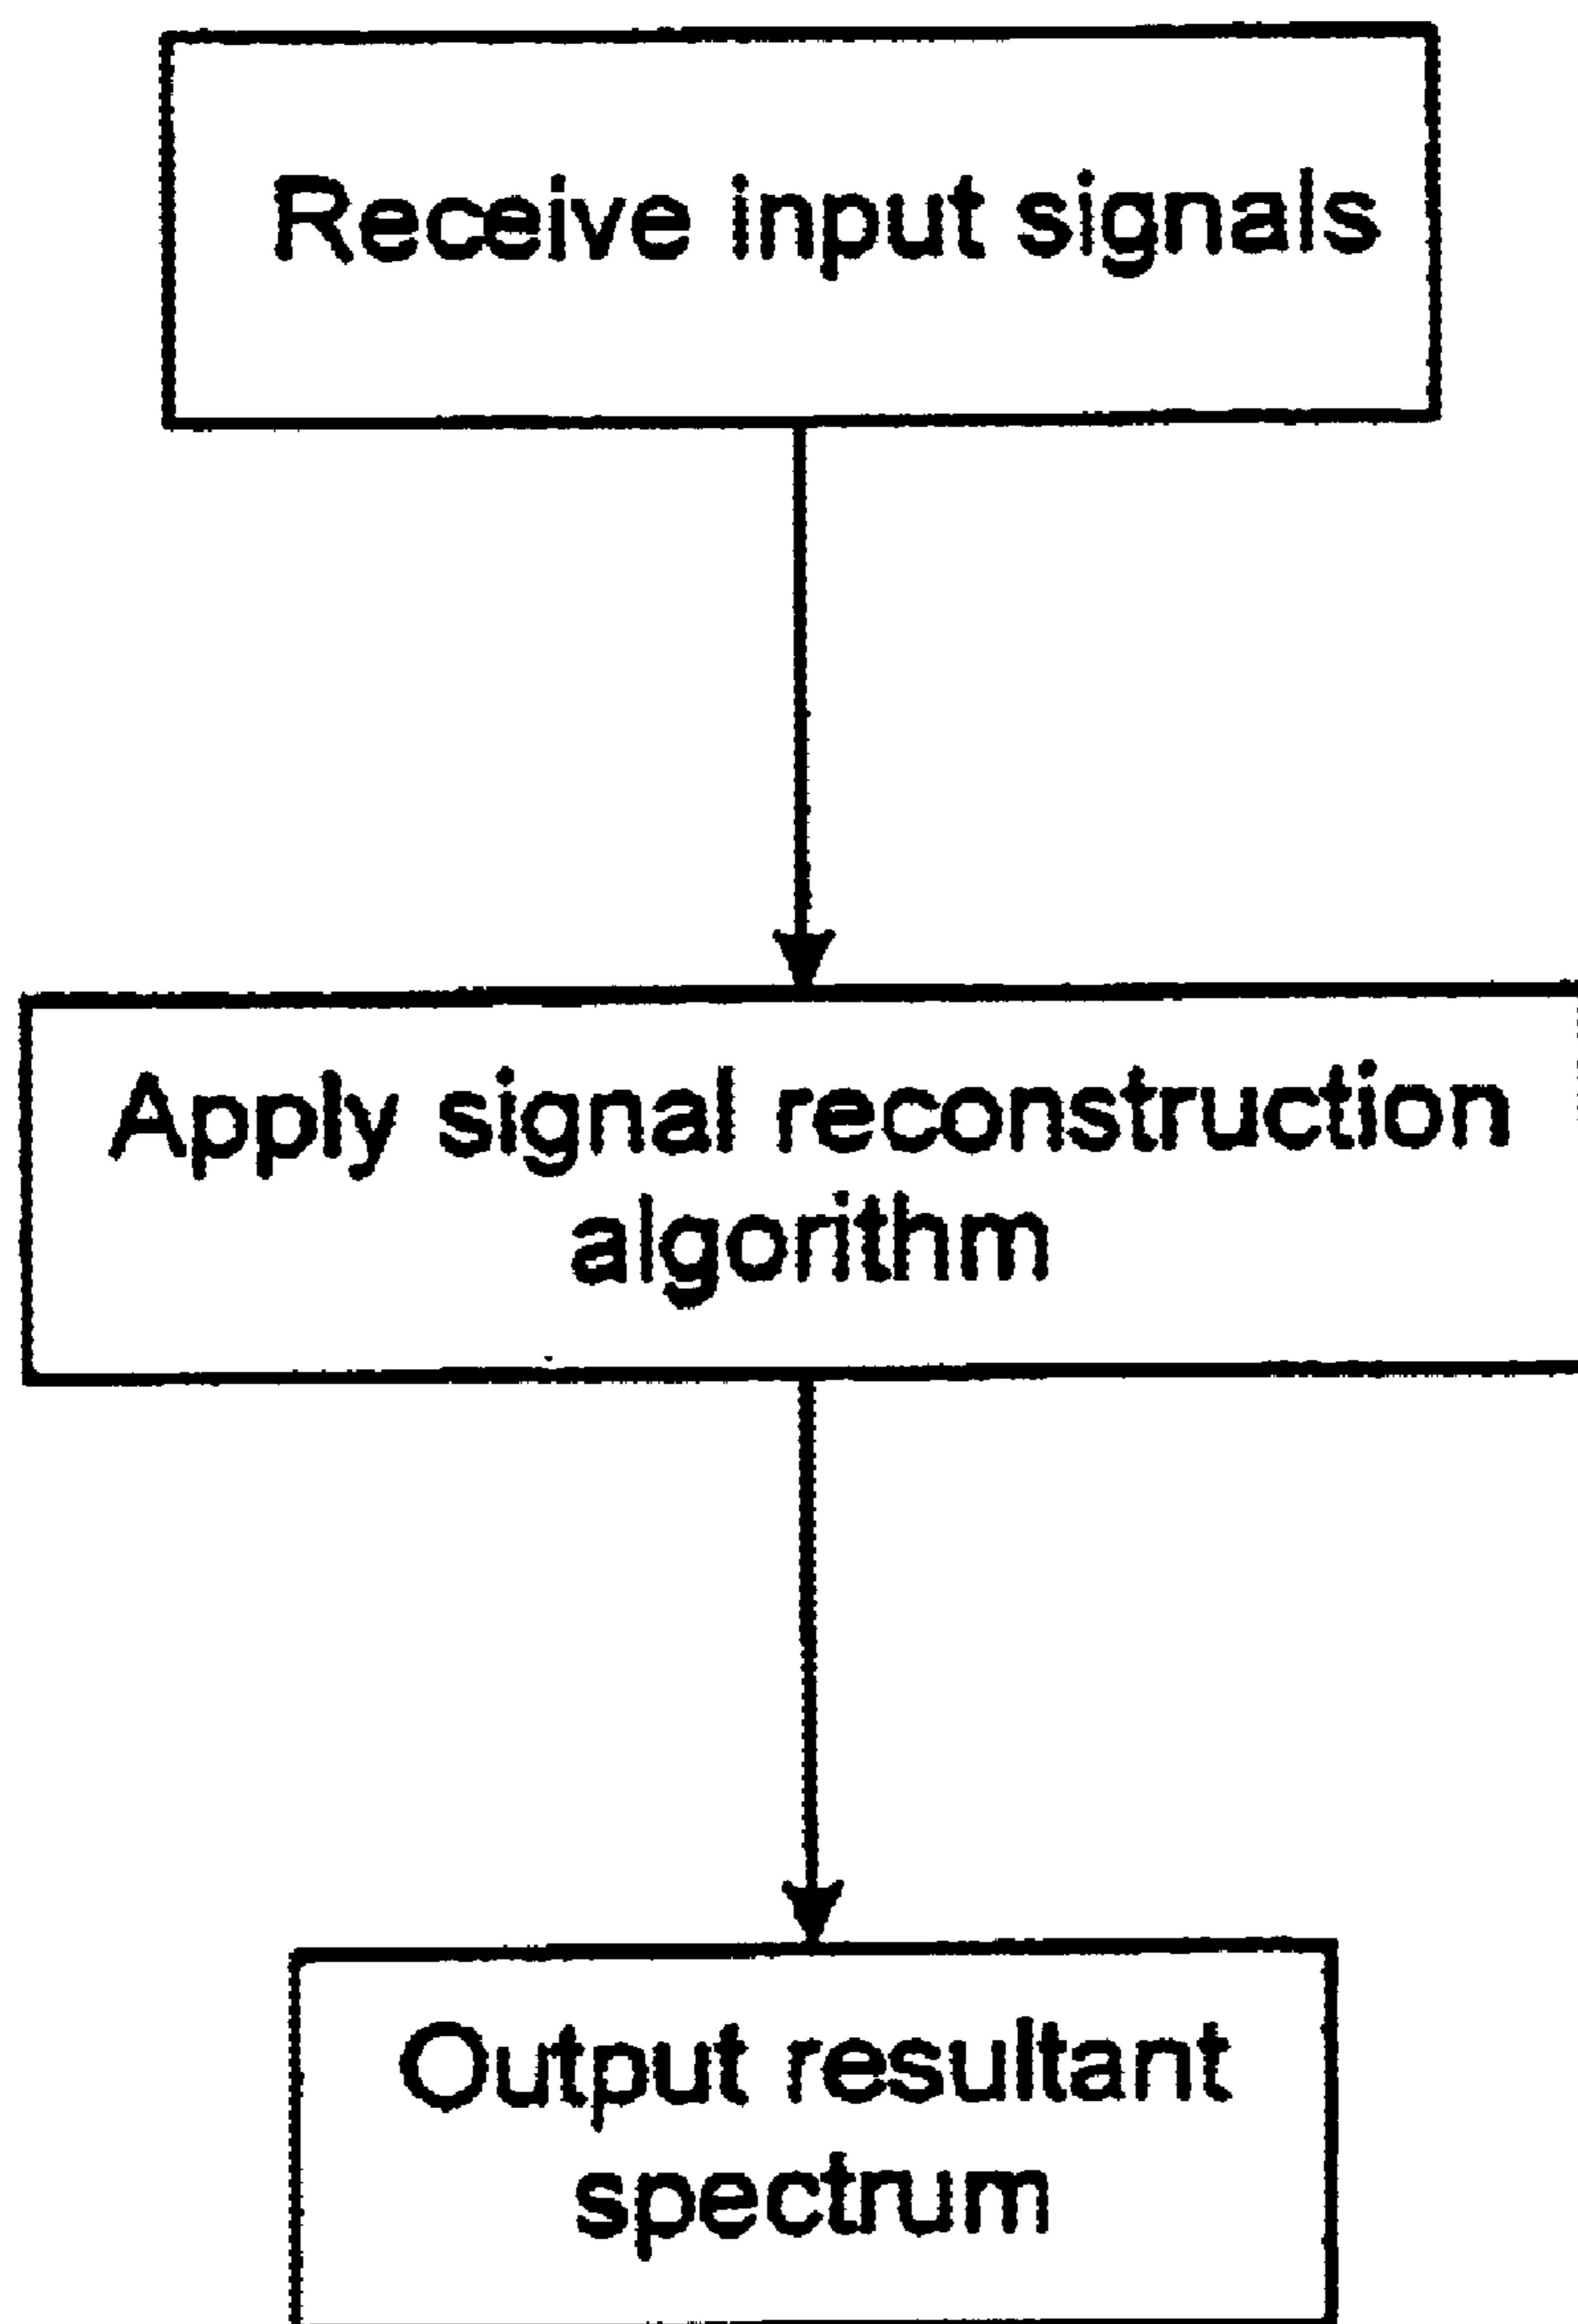 Receive input signals
Apply signal reconstruction
algorithm
Output resultant
spectrum